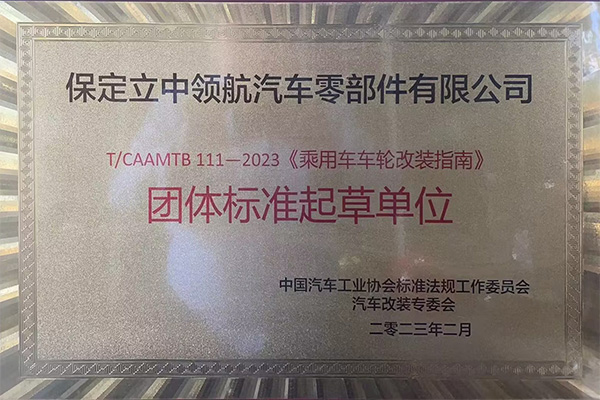 保定立中领航汽车零部件有限公司
T/CAAMTB 111—2023《乘用车车轮改装指南》
团体标准起草单位
中国汽车工业协会标准法规工作委员会
汽车改装专委会
二零二三年二月